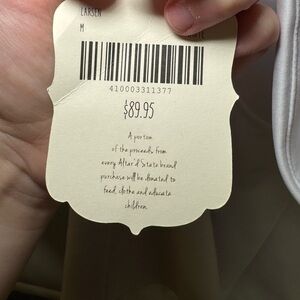 LARSEN
M
410003311377
$89.95
A portion
of the proceeds from
every Altar'd State brand
purchase will be donated to
feed, clothe and educate
children.